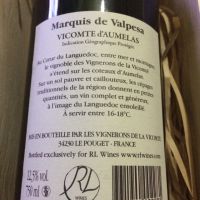 Marquis de Valpesa
VICOMTE d'AUMELAS
Indication Géographique Protégée
Au Cœur du Languedoc, entre mer et montagne,
le vignoble des Vignerons de la Vicomté
s'étend sur les coteaux d'Aumelas.
Sur un sol pauvre et caillouteux, les cépages
traditionnels de la région donnent en petites
quantités, un vin complet et généreux,
à l'image du Languedoc ensoleillé.
A servir entre 16-18°C.
MIS EN BOUTEILLE PAR LES VIGNERONS DE LA VICOMTÉ
34230 LE POUGET - FRANCE
Bottled exclusively for RL Wines www.rlwines.com
12,5% vol.
750 ml
RL
WINES